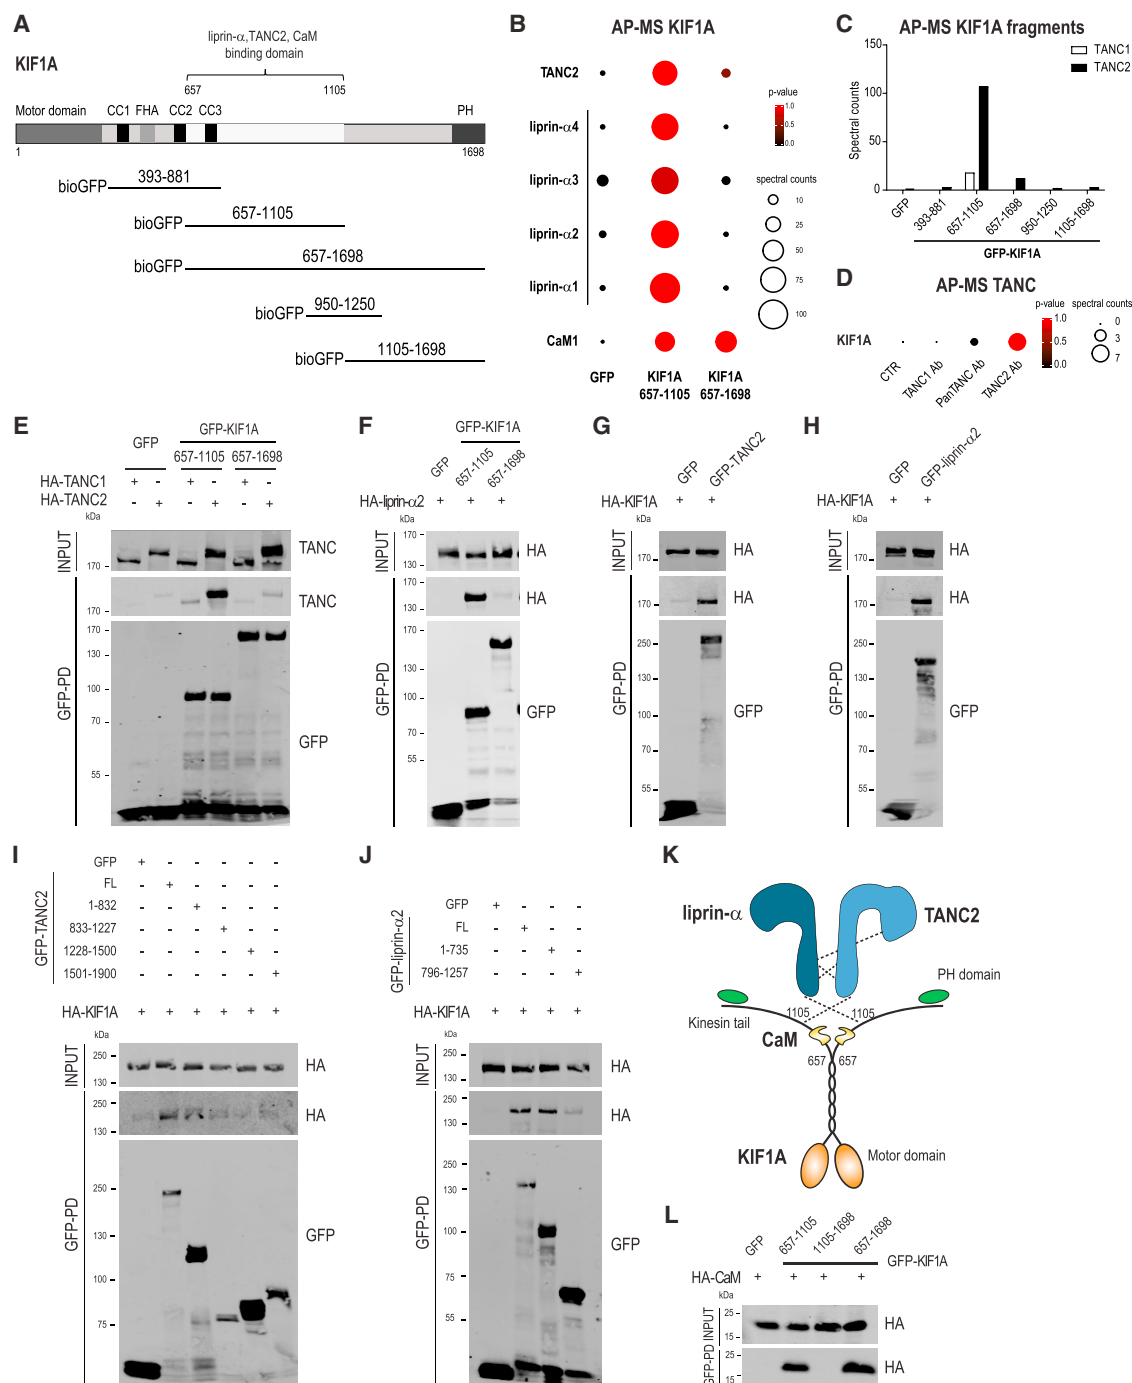 A
liprin-α,TANC2, CaM
binding domain
KIF1A
657
1105
Motor domain
CC1
FHA
CC2
CC3
PH
1
1698
bioGFP
393-881
bioGFP
657-1105
bioGFP
657-1698
bioGFP
950-1250
bioGFP
1105-1698
B
AP-MS KIF1A
TANC2
liprin-α4
liprin-α3
liprin-α2
liprin-α1
CaM1
GFP
KIF1A
657-1105
KIF1A
657-1698
p-value
1.0
0.5
0.0
spectral counts
10
25
50
75
100
C
AP-MS KIF1A fragments
TANC1
TANC2
Spectral counts
150
100
50
0
GFP
393-881
657-1105
657-1698
950-1250
1105-1698
GFP-KIF1A
D
AP-MS TANC
p-value
1.0
0.5
0.0
spectral counts
0
3
7
KIF1A
CTR
TANC1 Ab
PanTANC Ab
TANC2 Ab
E
GFP
GFP-KIF1A
657-1105
657-1698
HA-TANC1 + - + - + -
HA-TANC2 - + - + - +
kDa
INPUT
170
TANC
GFP-PD
170
TANC
170
130
100
70
55
GFP
F
GFP-KIF1A
GFP
657-1105
657-1698
HA-liprin-α2 + + +
kDa
INPUT
170
130
HA
GFP-PD
170
130
HA
170
130
100
70
55
GFP
G
GFP
GFP-TANC2
HA-KIF1A + +
kDa
INPUT
170
HA
GFP-PD
170
HA
250
170
100
70
55
GFP
H
GFP
GFP-liprin-α2
HA-KIF1A + +
kDa
INPUT
170
HA
GFP-PD
170
HA
250
170
130
100
70
55
GFP
I
GFP-TANC2
GFP + - - - - -
FL - + - - - -
1-832 - - + - - -
833-1227 - - - + - -
1228-1500 - - - - + -
1501-1900 - - - - - +
HA-KIF1A + + + + + +
kDa
INPUT
250
130
HA
GFP-PD
250
130
HA
250
130
100
75
GFP
J
GFP-liprin-α2
GFP + - - -
FL - + - -
1-735 - - + -
796-1257 - - - +
HA-KIF1A + + + +
kDa
INPUT
250
130
HA
GFP-PD
250
130
HA
250
130
100
75
55
GFP
K
liprin-α
TANC2
PH domain
Kinesin tail
1105
1105
CaM
657
657
KIF1A
Motor domain
L
GFP
657-1105
1105-1698
657-1698
GFP-KIF1A
HA-CaM + + + +
kDa
INPUT
25
15
HA
GFP-PD
25
15
HA